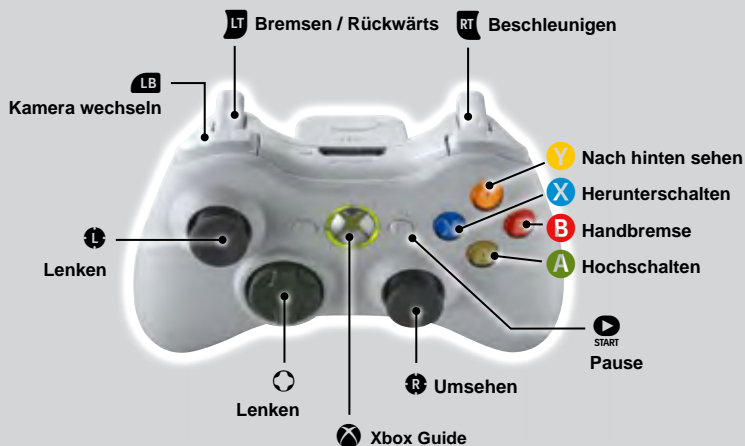 LT Bremsen / Rückwärts
RT Beschleunigen
LB
Kamera wechseln
Y Nach hinten sehen
X Herunterschalten
B Handbremse
A Hochschalten
L
Lenken
START
Pause
R Umsehen
Lenken
Xbox Guide